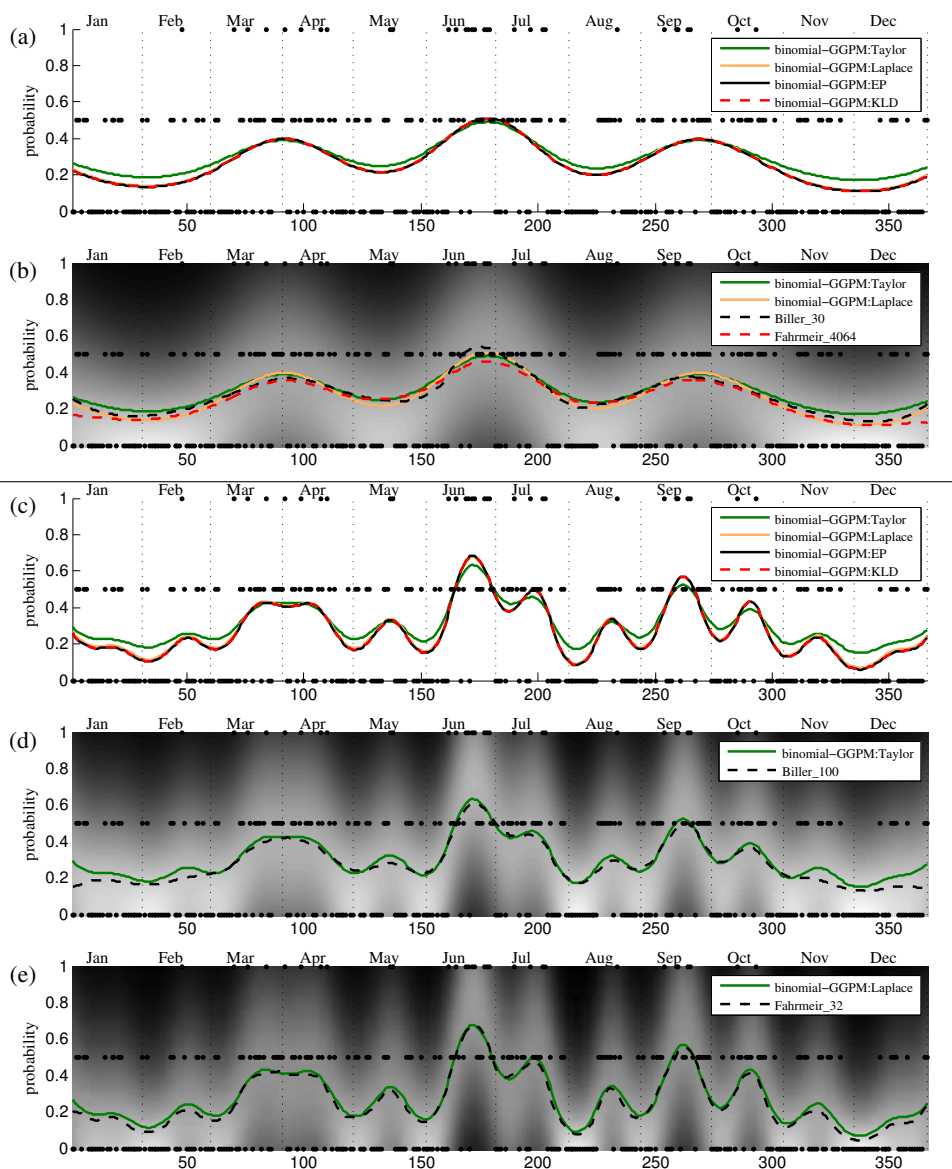 (a)
Jan Feb Mar Apr May Jun Jul Aug Sep Oct Nov Dec
probability
1
0.8
0.6
0.4
0.2
0
binomial−GGPM:Taylor
binomial−GGPM:Laplace
binomial−GGPM:EP
binomial−GGPM:KLD
50 100 150 200 250 300 350
(b)
Jan Feb Mar Apr May Jun Jul Aug Sep Oct Nov Dec
probability
1
0.8
0.6
0.4
0.2
0
binomial−GGPM:Taylor
binomial−GGPM:Laplace
Biller_30
Fahrmeir_4064
50 100 150 200 250 300 350
(c)
Jan Feb Mar Apr May Jun Jul Aug Sep Oct Nov Dec
probability
1
0.8
0.6
0.4
0.2
0
binomial−GGPM:Taylor
binomial−GGPM:Laplace
binomial−GGPM:EP
binomial−GGPM:KLD
50 100 150 200 250 300 350
(d)
Jan Feb Mar Apr May Jun Jul Aug Sep Oct Nov Dec
probability
1
0.8
0.6
0.4
0.2
0
binomial−GGPM:Taylor
Biller_100
50 100 150 200 250 300 350
(e)
Jan Feb Mar Apr May Jun Jul Aug Sep Oct Nov Dec
probability
1
0.8
0.6
0.4
0.2
0
binomial−GGPM:Laplace
Fahrmeir_32
50 100 150 200 250 300 350